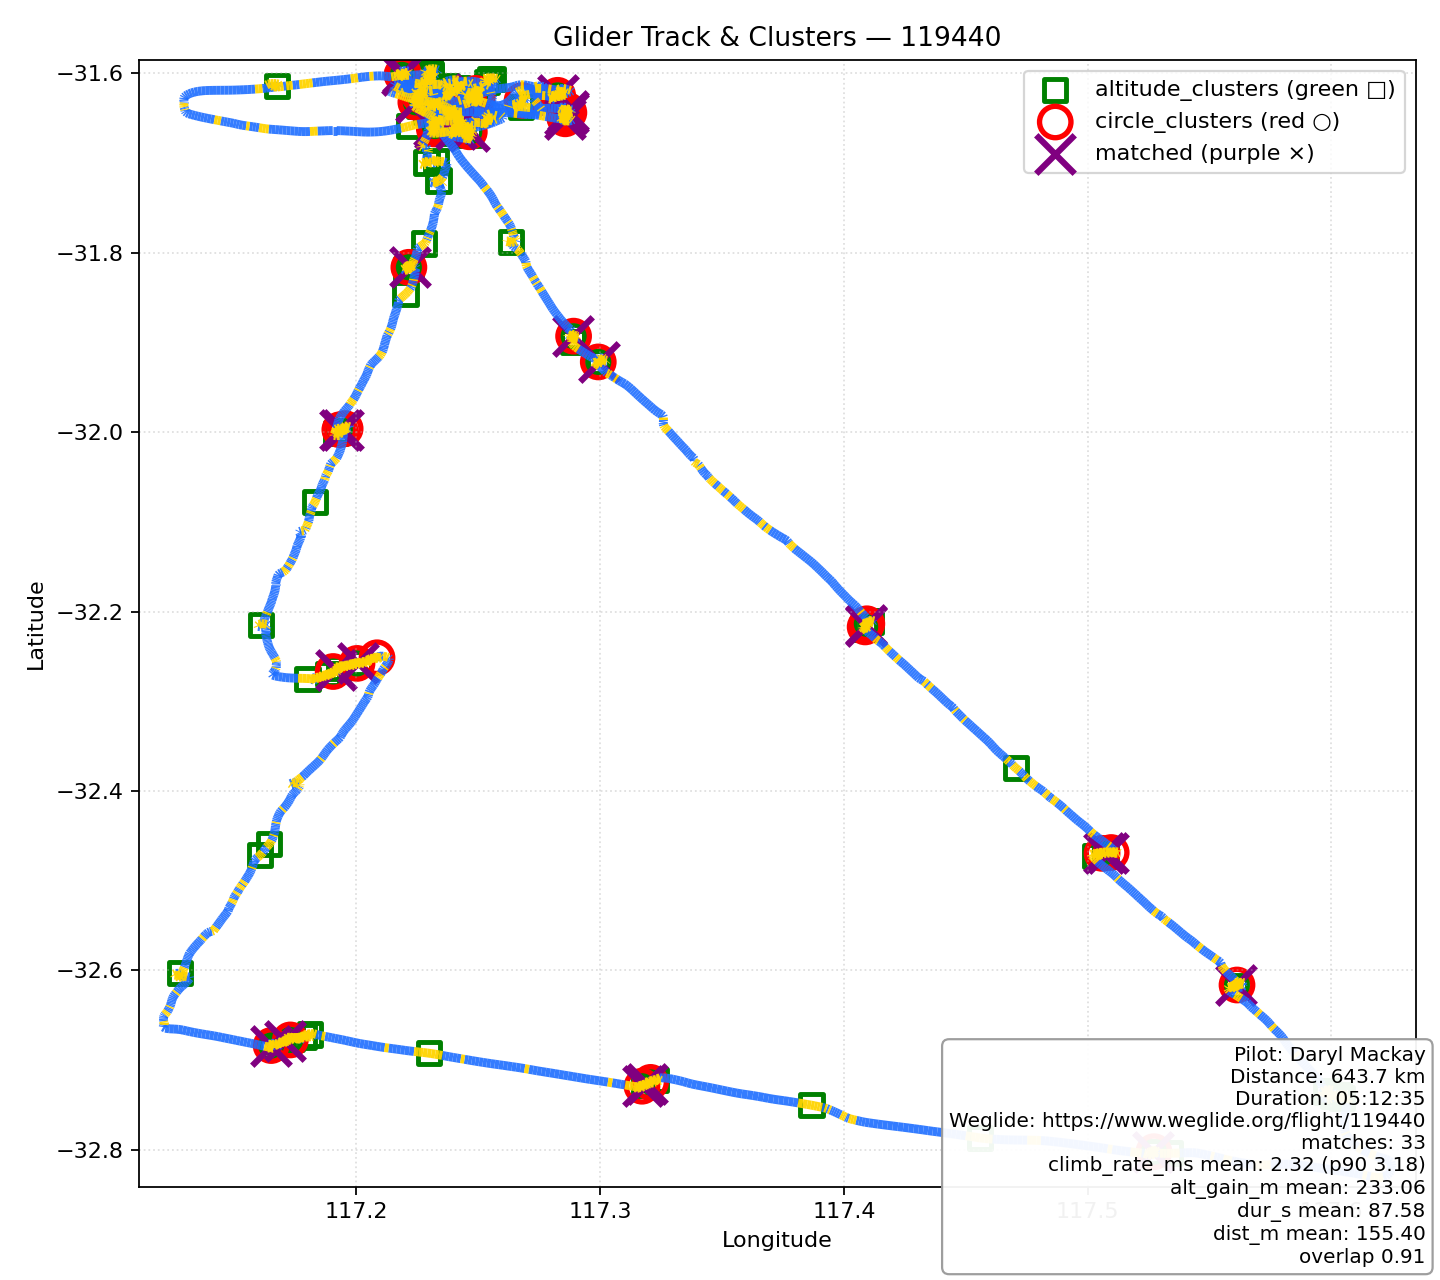 Glider Track & Clusters — 119440
altitude_clusters (green □)
circle_clusters (red ○)
matched (purple ×)
−31.6
−31.8
−32.0
−32.2
−32.4
−32.6
−32.8
Latitude
117.2
117.3
117.4
117.5
Longitude
Pilot: Daryl Mackay
Distance: 643.7 km
Duration: 05:12:35
Weglide: https://www.weglide.org/flight/119440
matches: 33
climb_rate_ms mean: 2.32 (p90 3.18)
alt_gain_m mean: 233.06
dur_s mean: 87.58
dist_m mean: 155.40
overlap 0.91